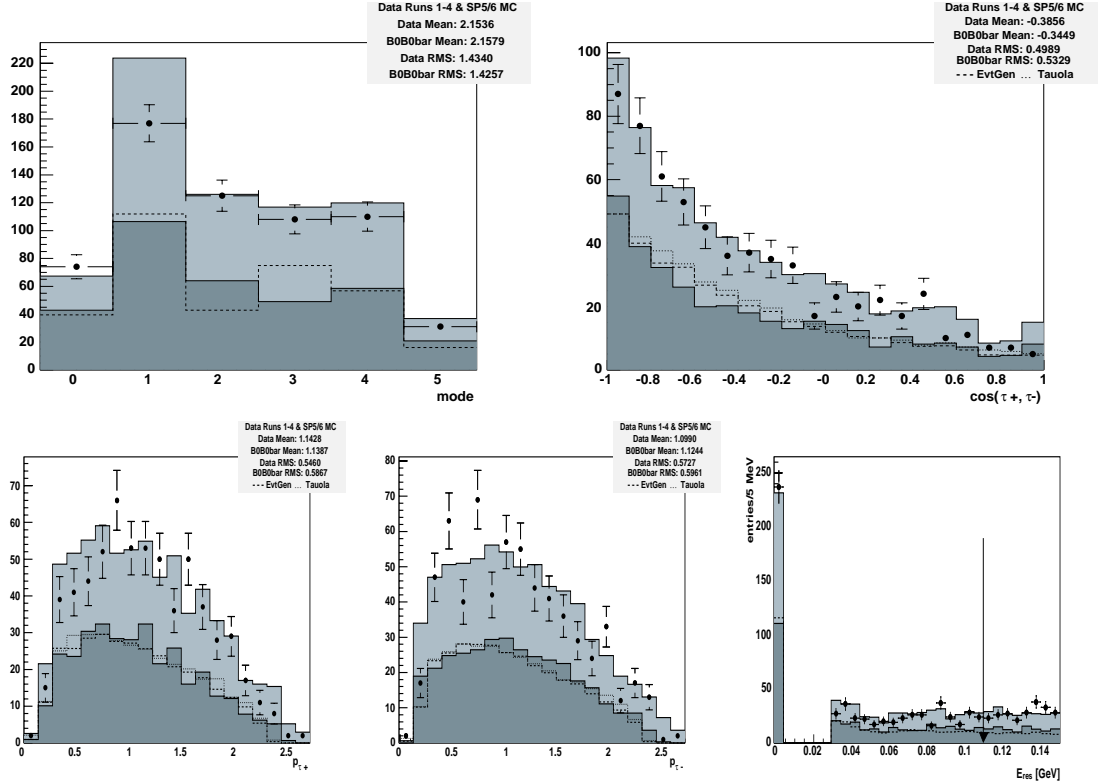 Data Runs 1-4 & SP5/6 MC
Data Mean: 2.1536
B0B0bar Mean: 2.1579
Data RMS: 1.4340
B0B0bar RMS: 1.4257
220
200
180
160
140
120
100
80
60
40
20
0
0 1 2 3 4 5
mode
Data Runs 1-4 & SP5/6 MC
Data Mean: -0.3856
B0B0bar Mean: -0.3449
Data RMS: 0.4989
B0B0bar RMS: 0.5329
--- EvtGen ... Tauola
100
80
60
40
20
0
-1 -0.8 -0.6 -0.4 -0.2 -0 0.2 0.4 0.6 0.8 1
cos(τ+, τ-)
Data Runs 1-4 & SP5/6 MC
Data Mean: 1.1428
B0B0bar Mean: 1.1387
Data RMS: 0.5460
B0B0bar RMS: 0.5867
--- EvtGen ... Tauola
70
60
50
40
30
20
10
0
0 0.5 1 1.5 2 2.5
p τ +
Data Runs 1-4 & SP5/6 MC
Data Mean: 1.0990
B0B0bar Mean: 1.1244
Data RMS: 0.5727
B0B0bar RMS: 0.5961
--- EvtGen ... Tauola
80
70
60
50
40
30
20
10
0
0 0.5 1 1.5 2 2.5
p τ -
entries/5 MeV
250
200
150
100
50
0
0 0.02 0.04 0.06 0.08 0.1 0.12 0.14
E res [GeV]